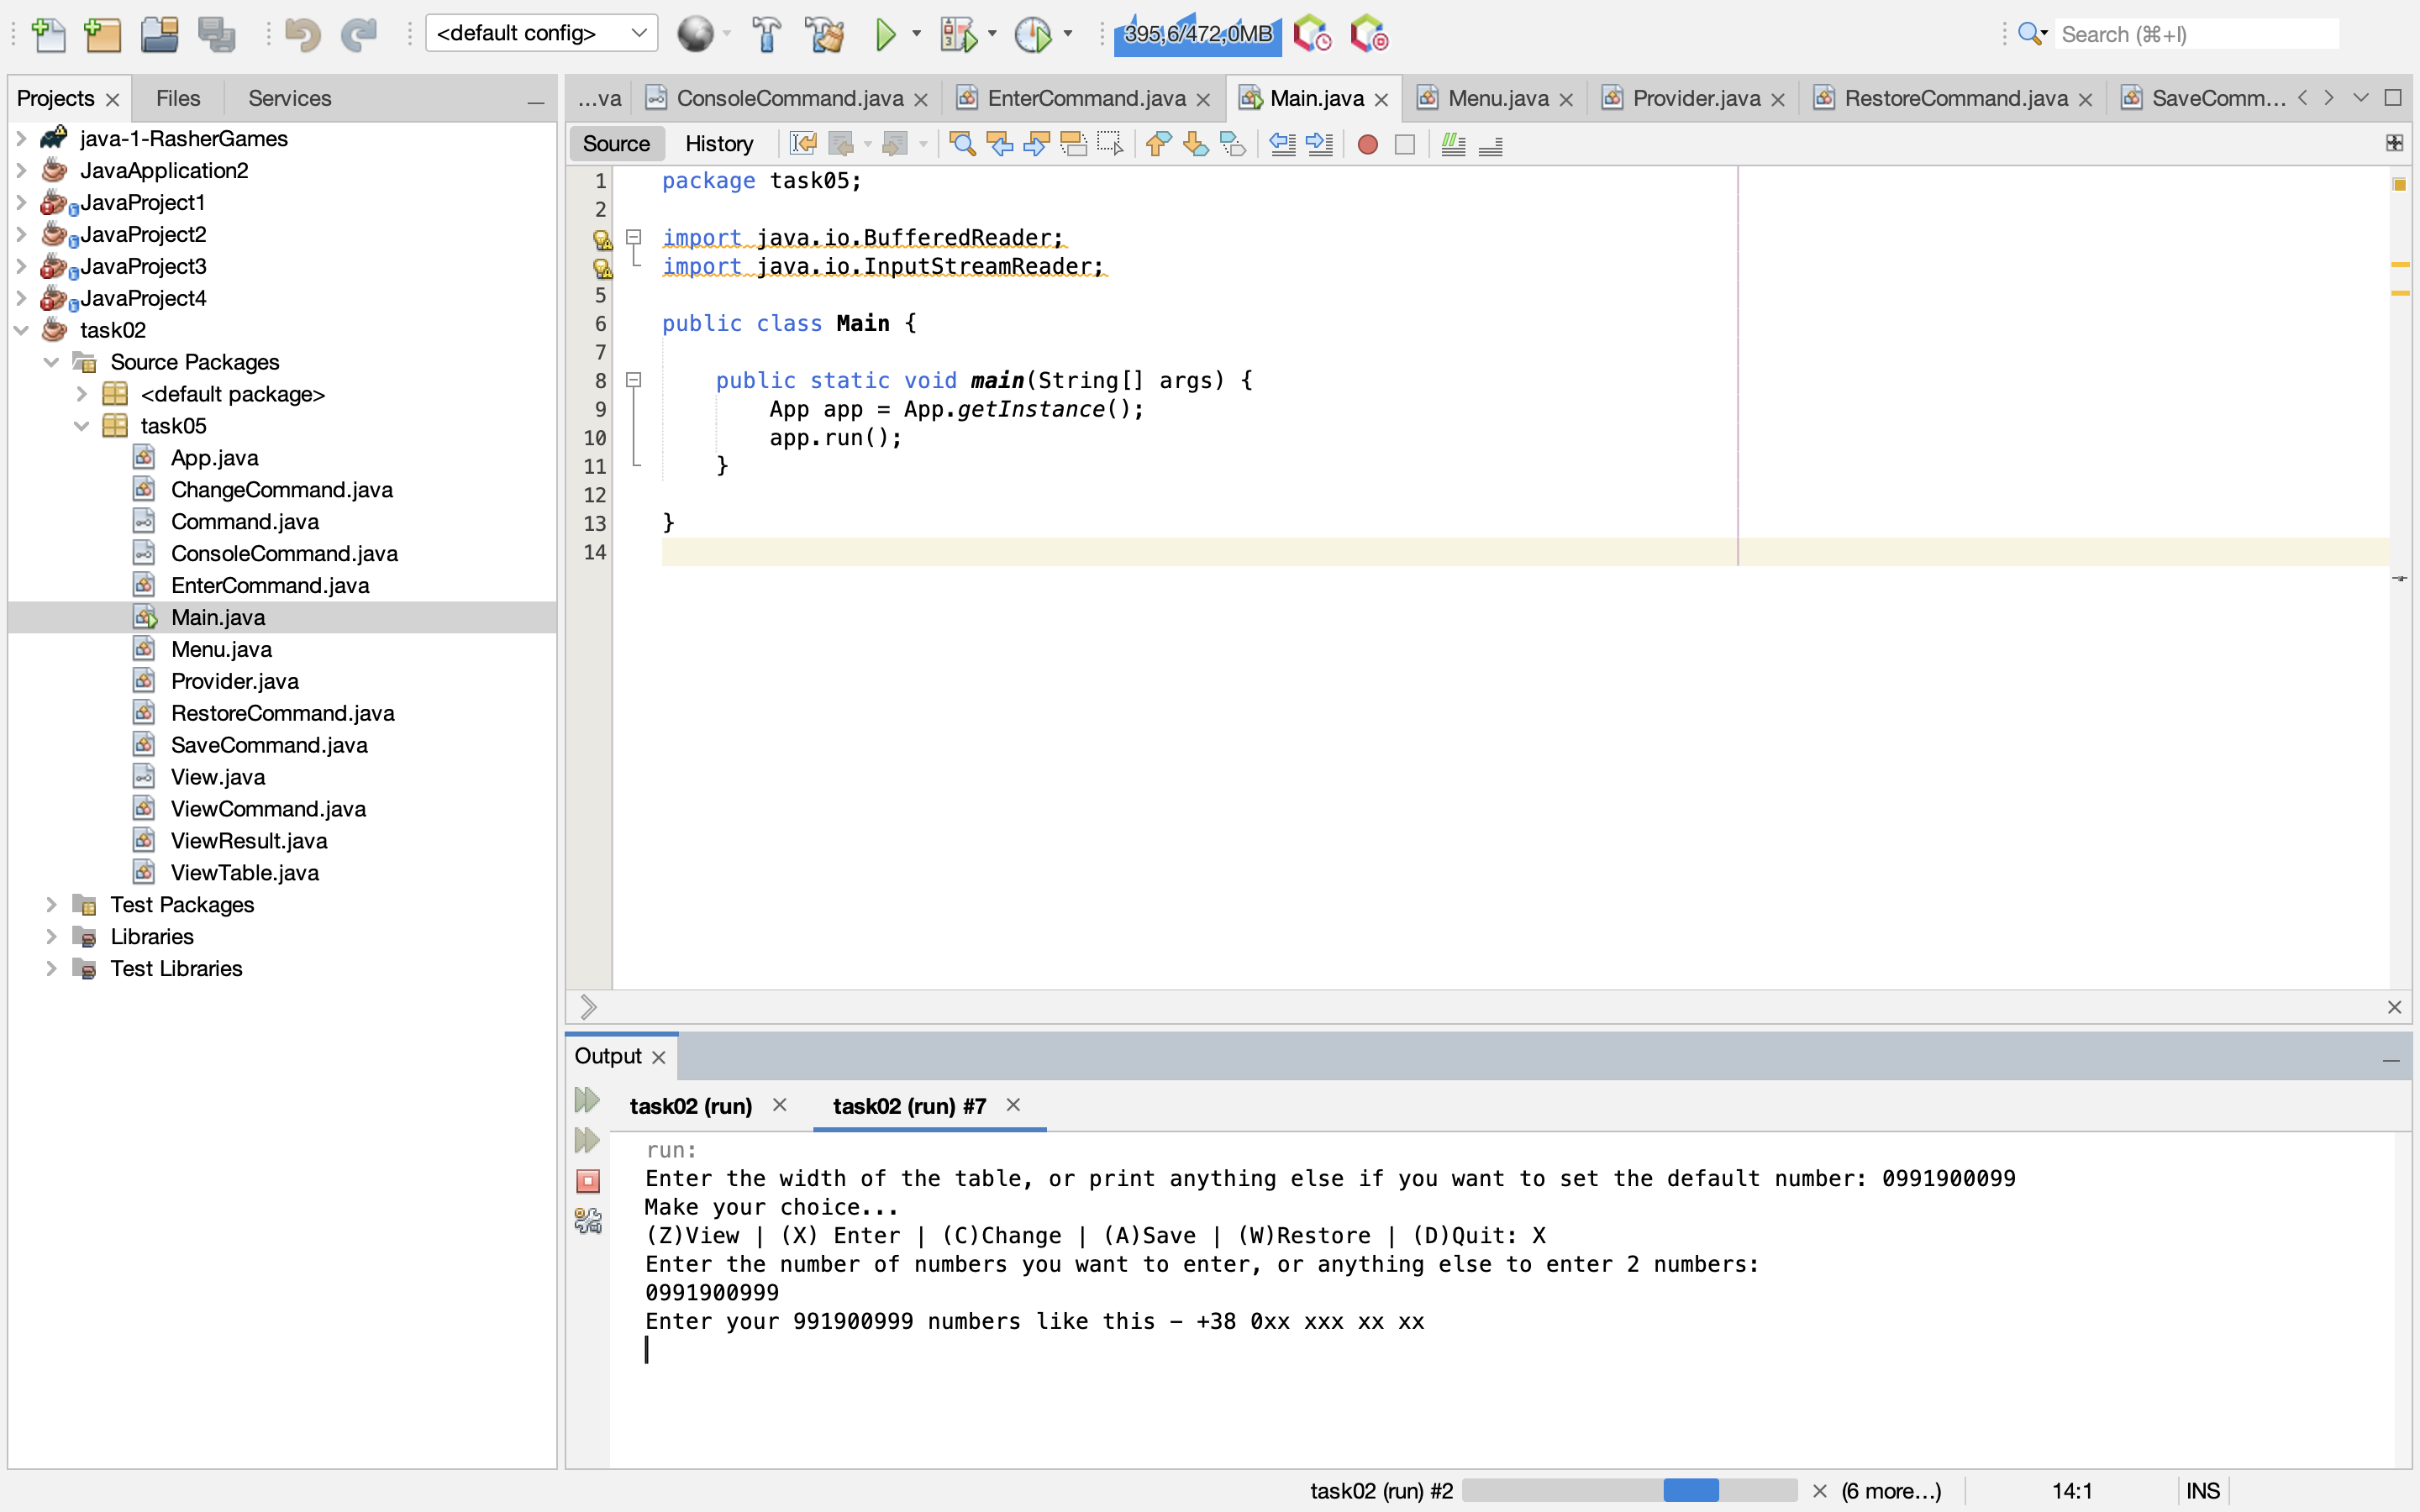 <default config>
395,6/472,0MB
Search (⌘+I)
Projects
Files
Services
java-1-RasherGames
JavaApplication2
JavaProject1
JavaProject2
JavaProject3
JavaProject4
task02
Source Packages
<default package>
task05
App.java
ChangeCommand.java
Command.java
ConsoleCommand.java
EnterCommand.java
Main.java
Menu.java
Provider.java
RestoreCommand.java
SaveCommand.java
View.java
ViewCommand.java
ViewResult.java
ViewTable.java
Test Packages
Libraries
Test Libraries
...va ConsoleCommand.java EnterCommand.java Main.java Menu.java Provider.java RestoreCommand.java SaveComm...
Source History
1 package task05;
2
import java.io.BufferedReader;
import java.io.InputStreamReader;
5
6 public class Main {
7
8 public static void main(String[] args) {
9 App app = App.getInstance();
10 app.run();
11 }
12
13 }
14
Output
task02 (run) task02 (run) #7
run:
Enter the width of the table, or print anything else if you want to set the default number: 0991900099
Make your choice...
(Z)View | (X) Enter | (C)Change | (A)Save | (W)Restore | (D)Quit: X
Enter the number of numbers you want to enter, or anything else to enter 2 numbers:
0991900999
Enter your 991900999 numbers like this – +38 0xx xxx xx xx
task02 (run) #2 (6 more...) 14:1 INS